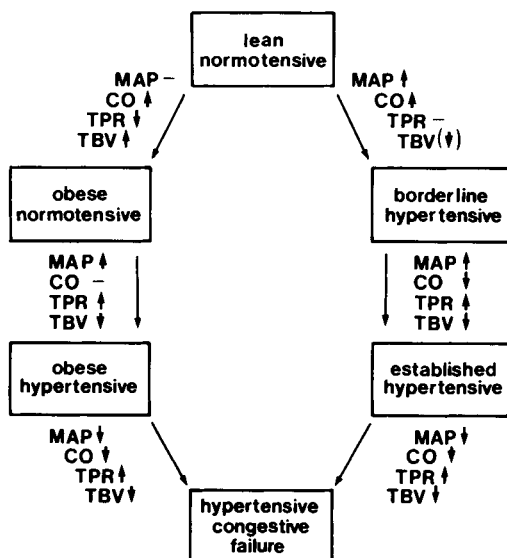 lean
normotensive
MAP –
CO ↑
TPR ↓
TBV ↑
MAP ↑
CO ↑
TPR –
TBV (↓)
obese
normotensive
borderline
hypertensive
MAP ↑
CO –
TPR ↑
TBV ↓
MAP ↑
CO ↓
TPR ↑
TBV ↓
obese
hypertensive
established
hypertensive
MAP ↓
CO ↓
TPR ↑
TBV ↓
MAP ↓
CO ↓
TPR ↑
TBV ↓
hypertensive
congestive
failure